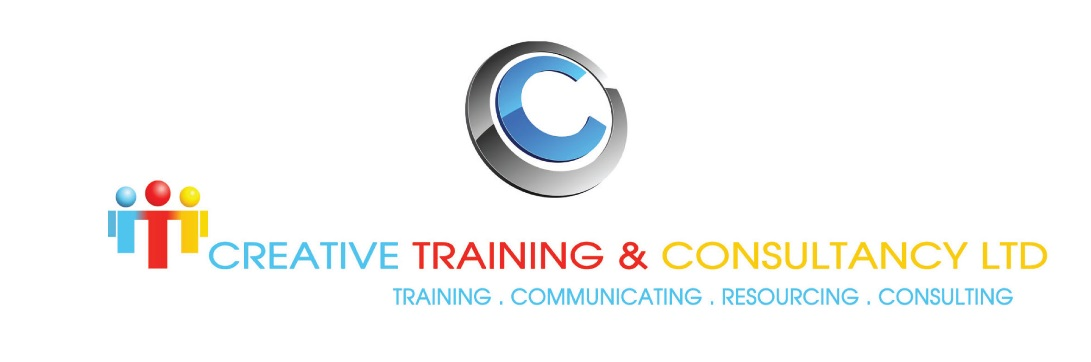 C
CREATIVE TRAINING & CONSULTANCY LTD
TRAINING . COMMUNICATING . RESOURCING . CONSULTING